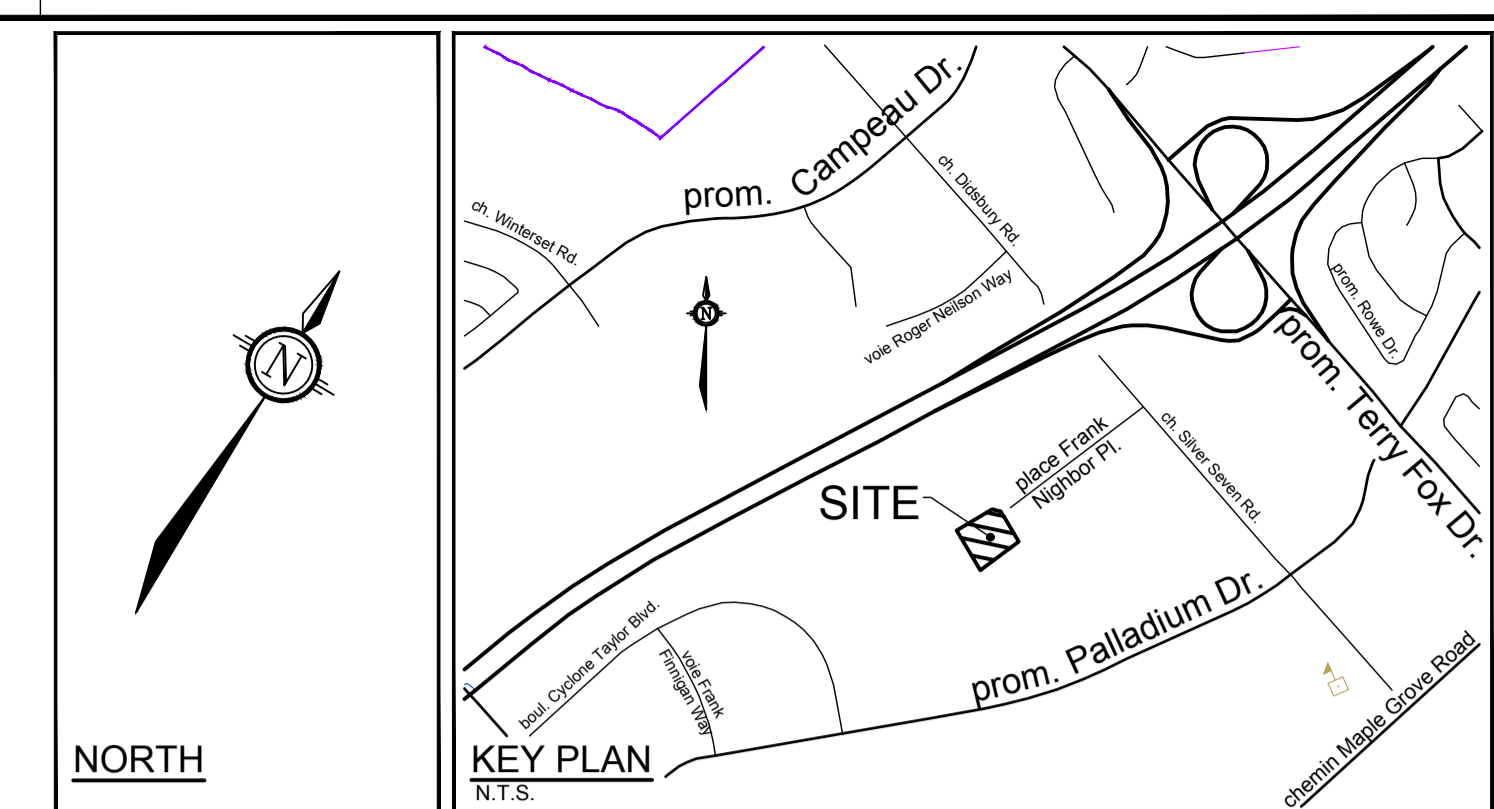 prom. Campeau Dr.
ch. Winterset Rd.
ch. Didsbury Rd.
voie Roger Neilson Way
prom. Rowe Dr.
N
N
prom. Terry Fox Dr.
place Frank
Nighbor Pl.
ch. Silver Seven Rd.
SITE
prom. Palladium Dr.
boul. Cyclone Taylor Blvd.
voie Frank
Finnigan Way
chemin Maple Grove Road
NORTH
KEY PLAN
N.T.S.